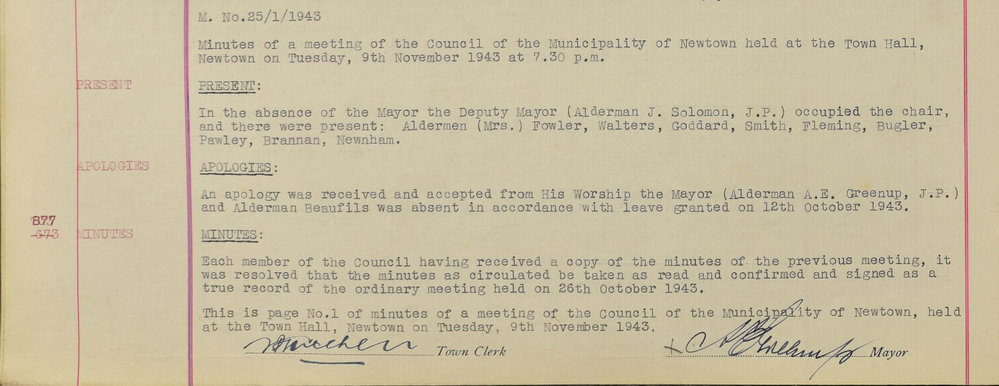 M. No.25/1/1943
Minutes of a meeting of the Council of the Municipality of Newtown held at the Town Hall,
Newtown on Tuesday, 9th November 1943 at 7.30 p.m.
PRESENT PRESENT:
In the absence of the Mayor the Deputy Mayor (Alderman J. Solomon, J.P.) occupied the chair,
and there were present: Aldermen (Mrs.) Fowler, Walters, Goddard, Smith, Fleming, Bugler,
Pawley, Brannan, Newnham.
APOLOGIES APOLOGIES:
An apology was received and accepted from His Worship the Mayor (Alderman A.E. Greenup, J.P.)
and Alderman Beaufils was absent in accordance with leave granted on 12th October 1943.
877
673 MINUTES MINUTES:
Each member of the Council having received a copy of the minutes of the previous meeting, it
was resolved that the minutes as circulated be taken as read and confirmed and signed as a
true record of the ordinary meeting held on 26th October 1943.
This is page No.1 of minutes of a meeting of the Council of the Municipality of Newtown, held
at the Town Hall, Newtown on Tuesday, 9th November 1943.
Town Clerk Mayor